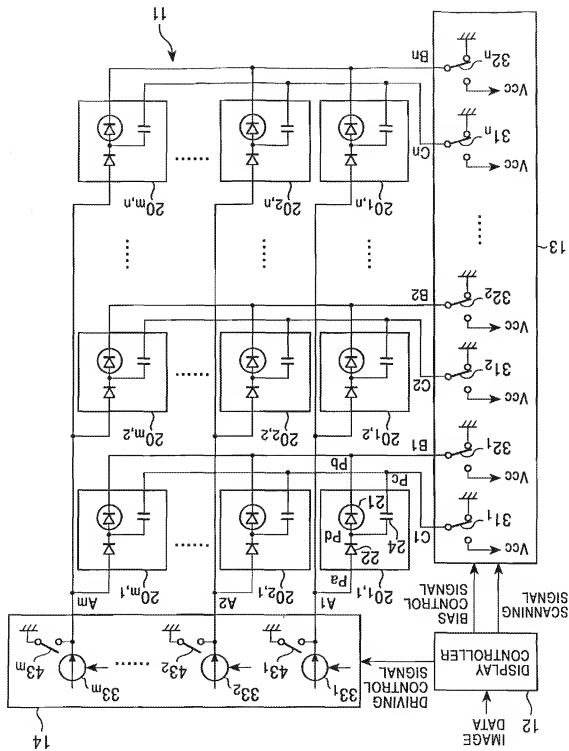 IMAGE
DATA
12
DISPLAY
CONTROLLER
DRIVING
CONTROL
SIGNAL
14
33₁
43₁
33₂
43₂
......
33m
43m
SCANNING
SIGNAL
BIAS
CONTROL
SIGNAL
A1
A2
Am
20₁,₁
20₂,₁
20m,₁
Pa
22
Pd
24
21
Pc
Pb
......
Vcc
31₁
C1
Vcc
32₁
B1
20₁,₂
20₂,₂
20m,₂
......
Vcc
31₂
C2
Vcc
32₂
B2
13
......
......
......
......
20₁,n
20₂,n
20m,n
......
Vcc
31n
Cn
Vcc
32n
Bn
11